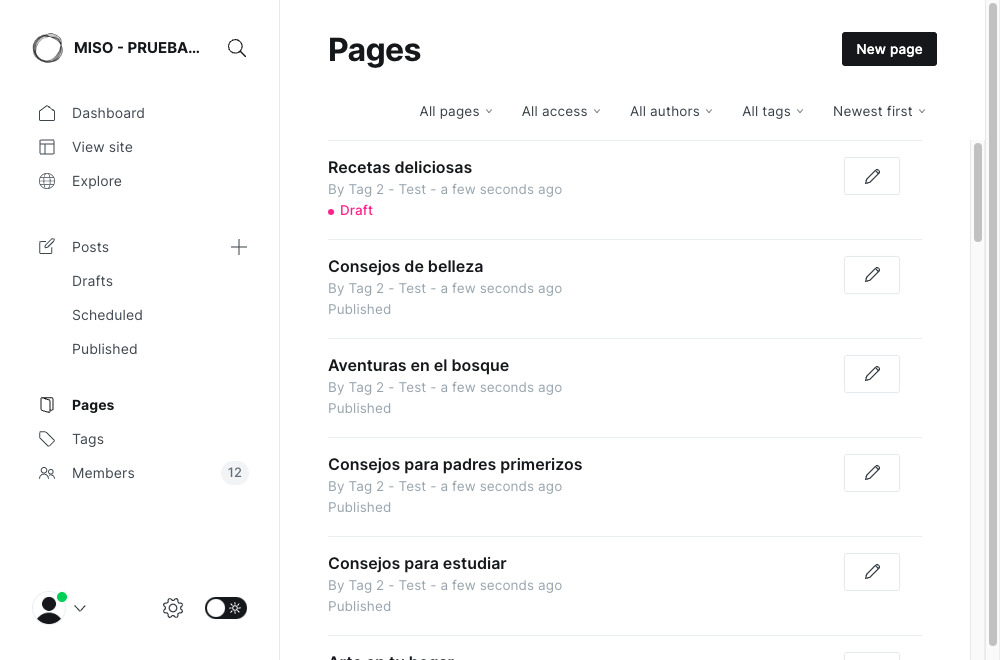 MISO - PRUEBA...
Dashboard
View site
Explore
Posts
Drafts
Scheduled
Published
Pages
Tags
Members
12
Pages
New page
All pages
All access
All authors
All tags
Newest first
Recetas deliciosas
By Tag 2 - Test - a few seconds ago
Draft
Consejos de belleza
By Tag 2 - Test - a few seconds ago
Published
Aventuras en el bosque
By Tag 2 - Test - a few seconds ago
Published
Consejos para padres primerizos
By Tag 2 - Test - a few seconds ago
Published
Consejos para estudiar
By Tag 2 - Test - a few seconds ago
Published
Arte en tu hogar